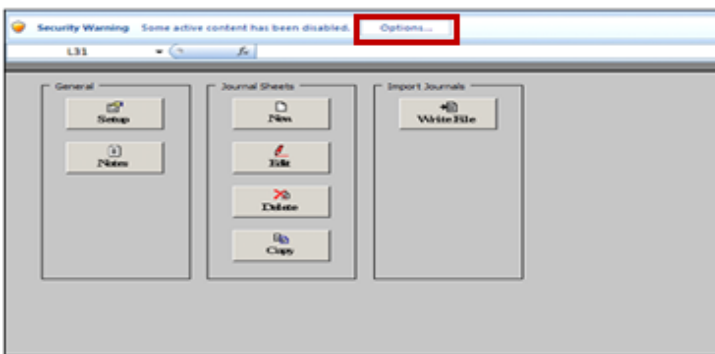 Security Warning Some active content has been disabled. Options...
L31 fx
General Journal Sheets Import Journals
Setup New Write File
Notes Edit
Delete
Copy